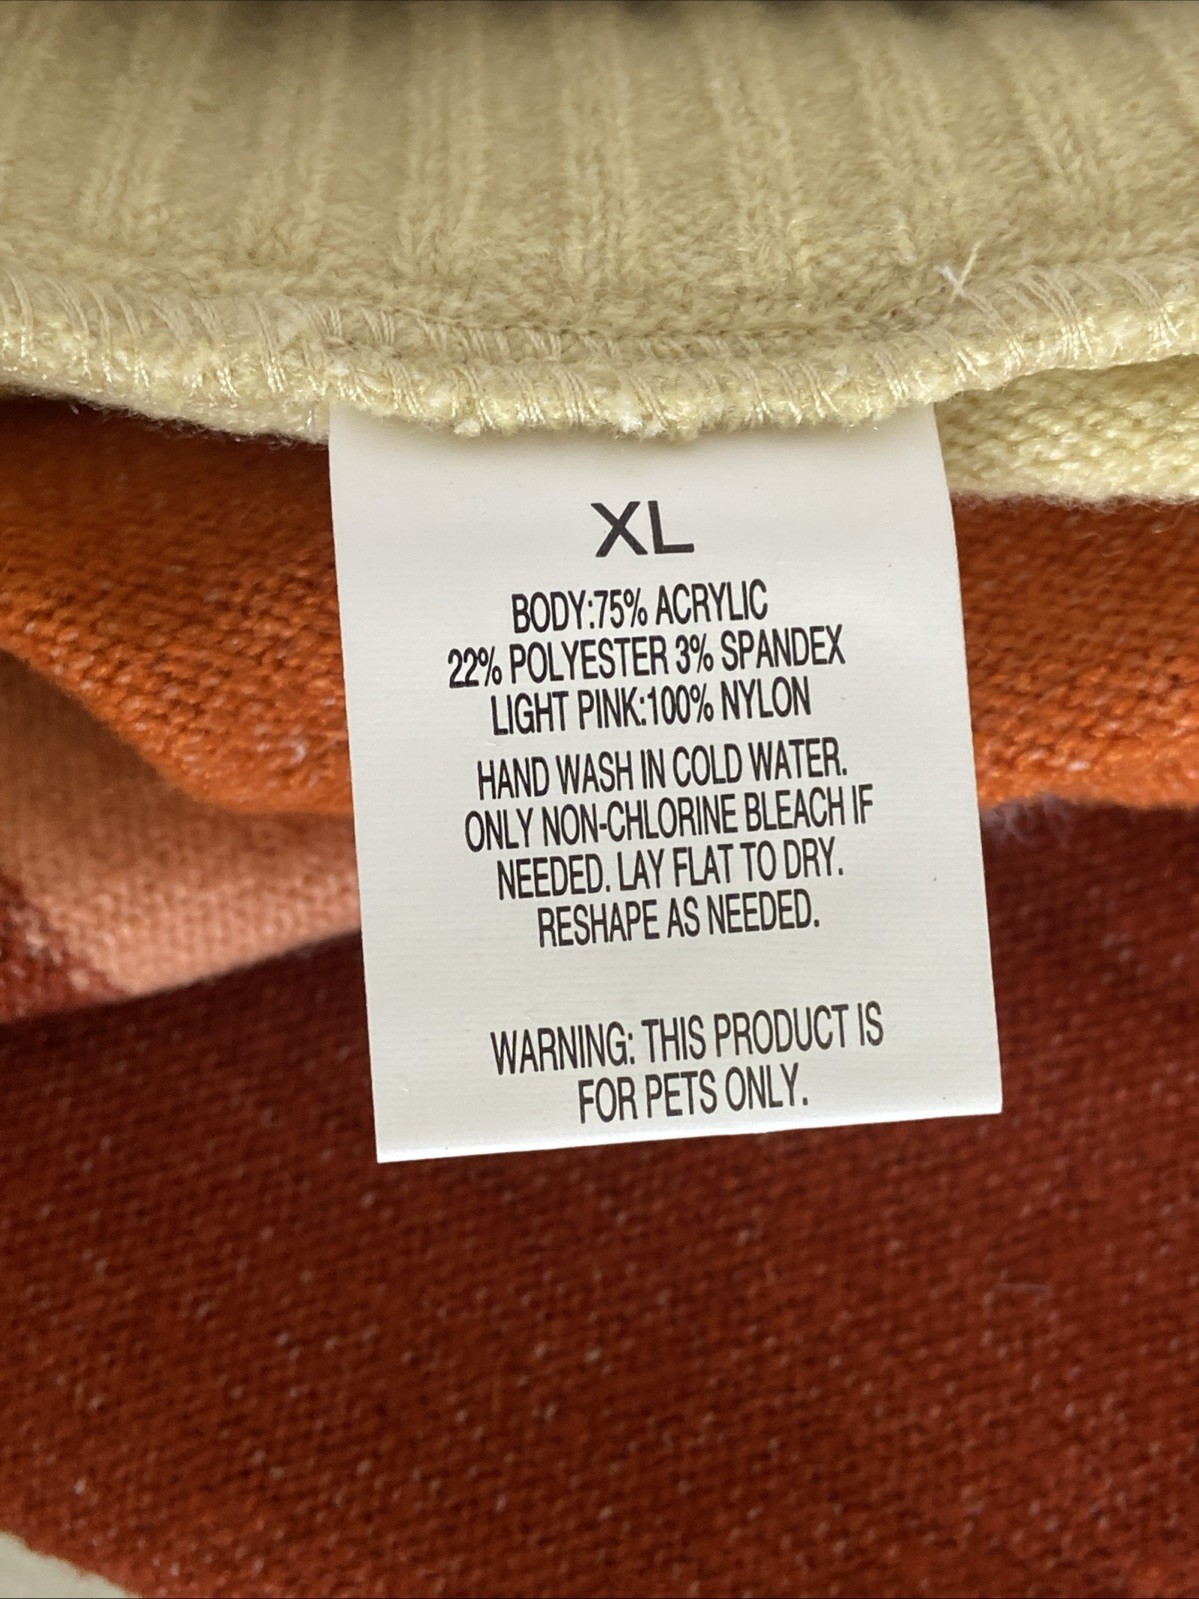 XL
BODY:75% ACRYLIC
22% POLYESTER 3% SPANDEX
LIGHT PINK:100% NYLON
HAND WASH IN COLD WATER.
ONLY NON-CHLORINE BLEACH IF
NEEDED. LAY FLAT TO DRY.
RESHAPE AS NEEDED.
WARNING: THIS PRODUCT IS
FOR PETS ONLY.